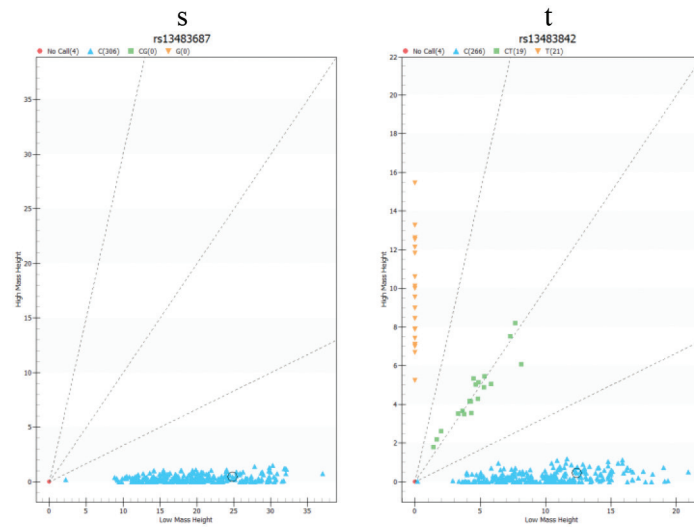 s
rs13483687
No Call(4) C(306) CG(0) G(0)
High Mass Height
35
30
25
20
15
10
5
0
0 5 10 15 20 25 30 35
Low Mass Height
t
rs13483842
No Call(4) C(266) CT(19) T(21)
High Mass Height
22
20
18
16
14
12
10
8
6
4
2
0
0 5 10 15 20
Low Mass Height